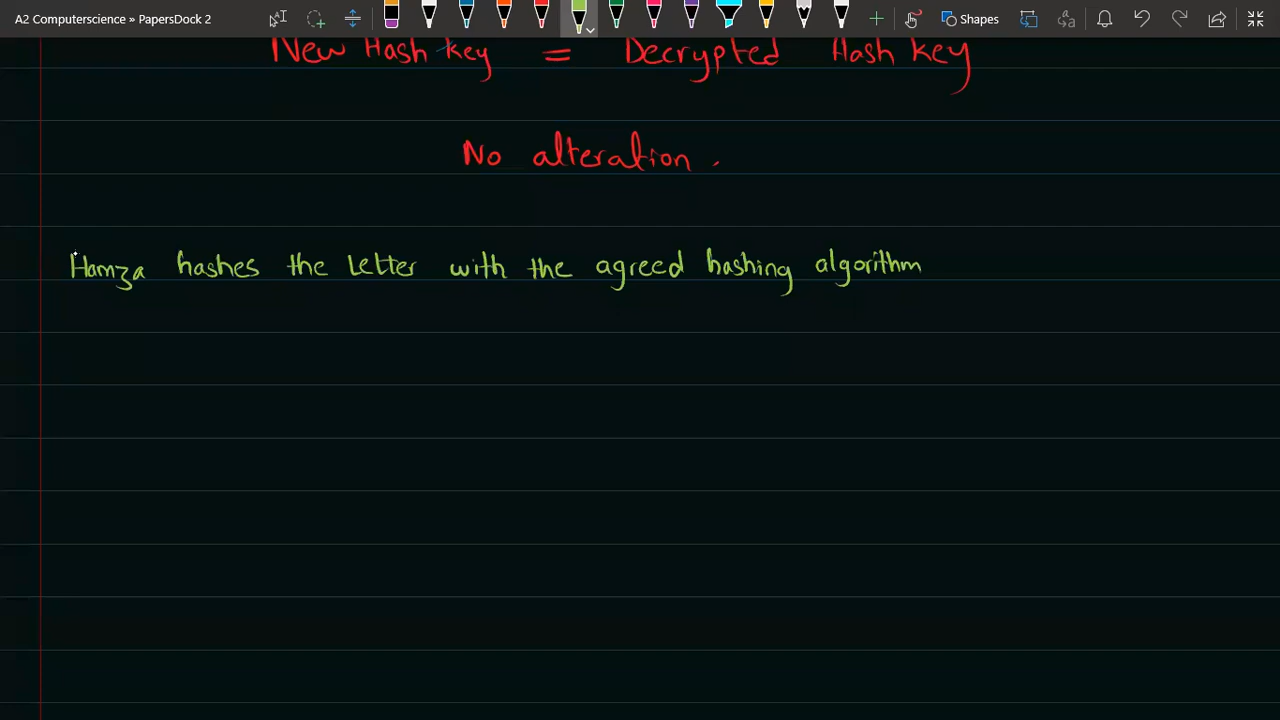 A2 Computerscience » PapersDock 2
Shapes
New Hash key = Decrypted Hash key
No alteration.
Hamza hashes the Letter with the agreed hashing algorithm